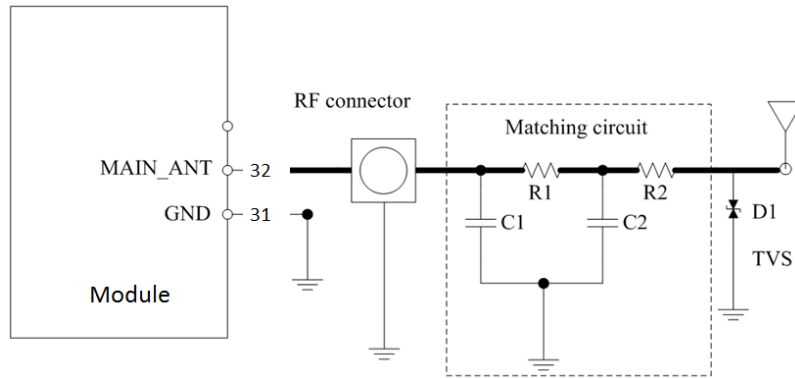 RF connector
Matching circuit
MAIN_ANT
32
R1
R2
GND
31
C1
C2
D1
TVS
Module